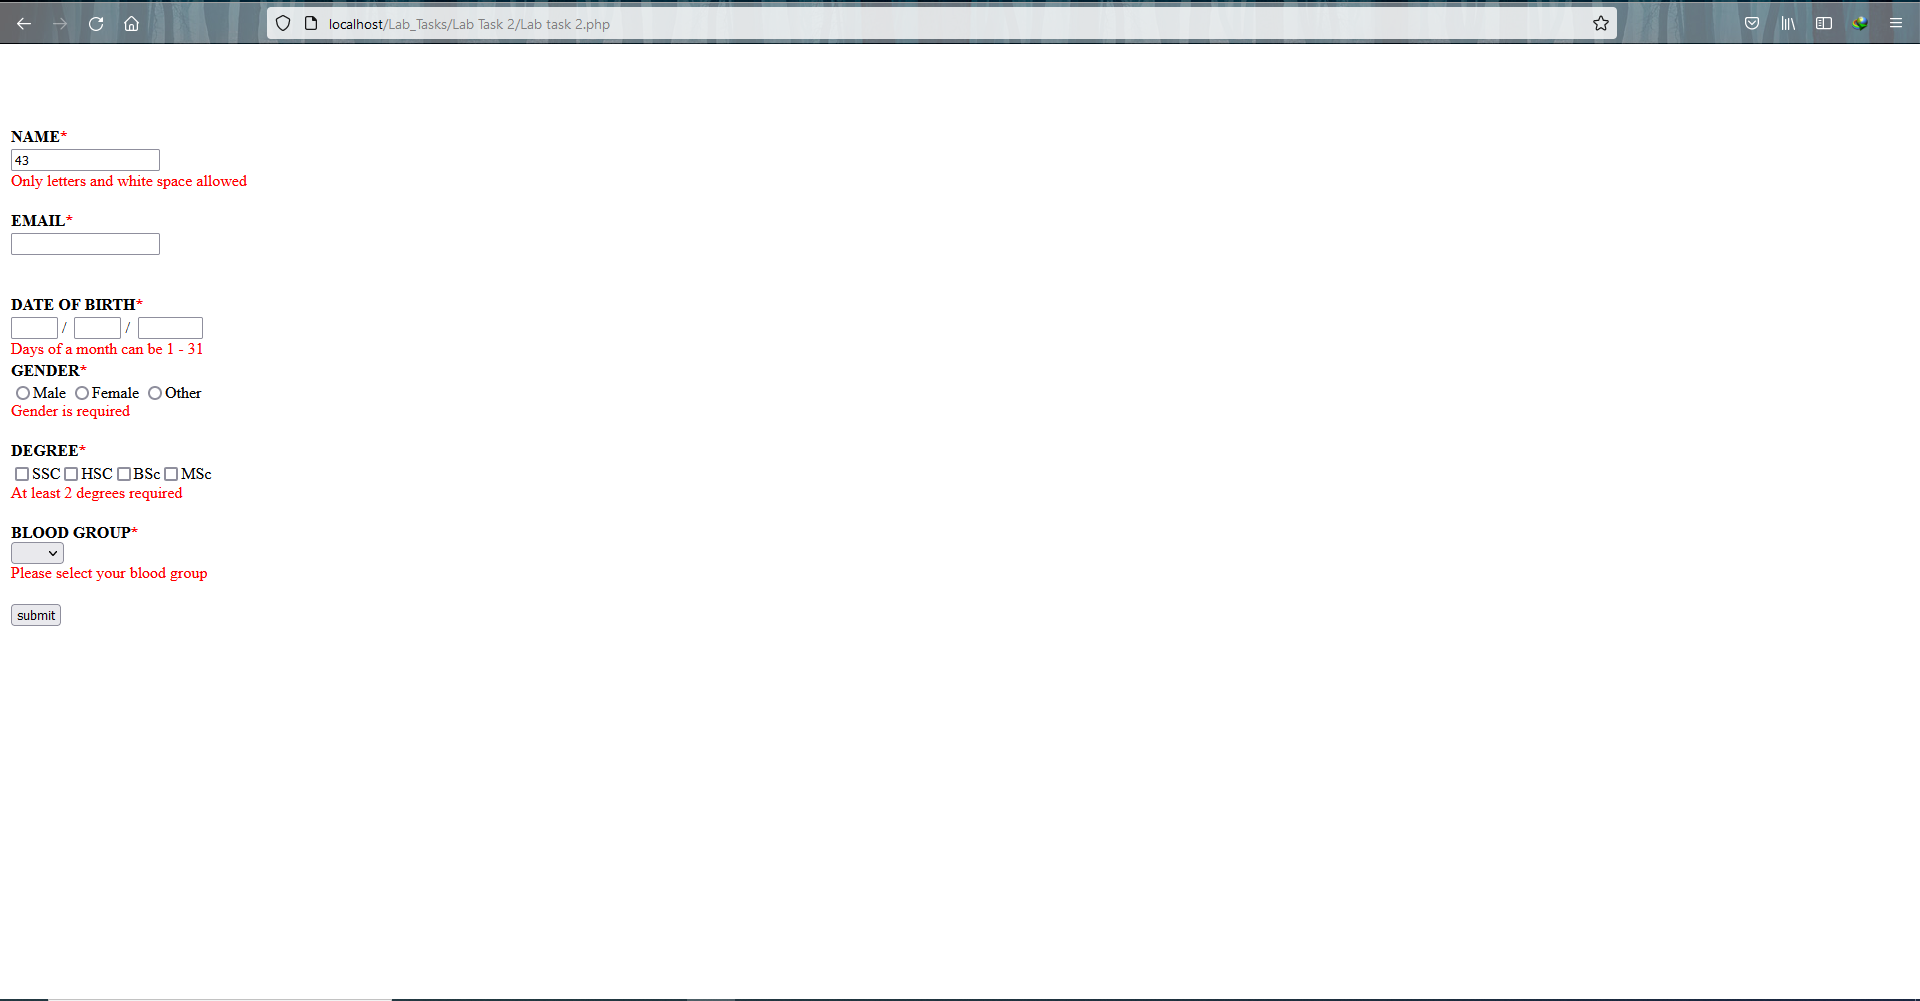 localhost/Lab_Tasks/Lab Task 2/Lab task 2.php
NAME*
43
Only letters and white space allowed
EMAIL*
DATE OF BIRTH*
/ /
Days of a month can be 1 - 31
GENDER*
Male Female Other
Gender is required
DEGREE*
SSC HSC BSc MSc
At least 2 degrees required
BLOOD GROUP*
Please select your blood group
submit